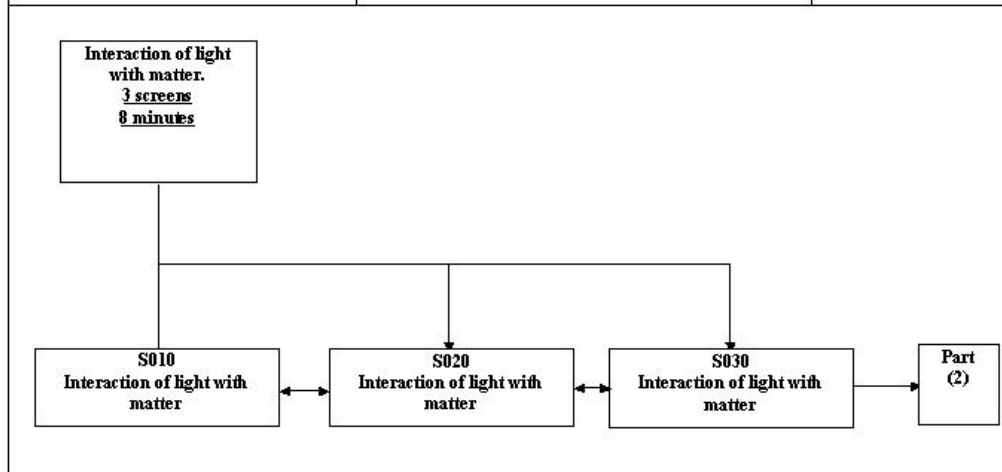 Interaction of light
with matter.
3 screens
8 minutes
S010
Interaction of light with
matter
S020
Interaction of light with
matter
S030
Interaction of light with
matter
Part
(2)